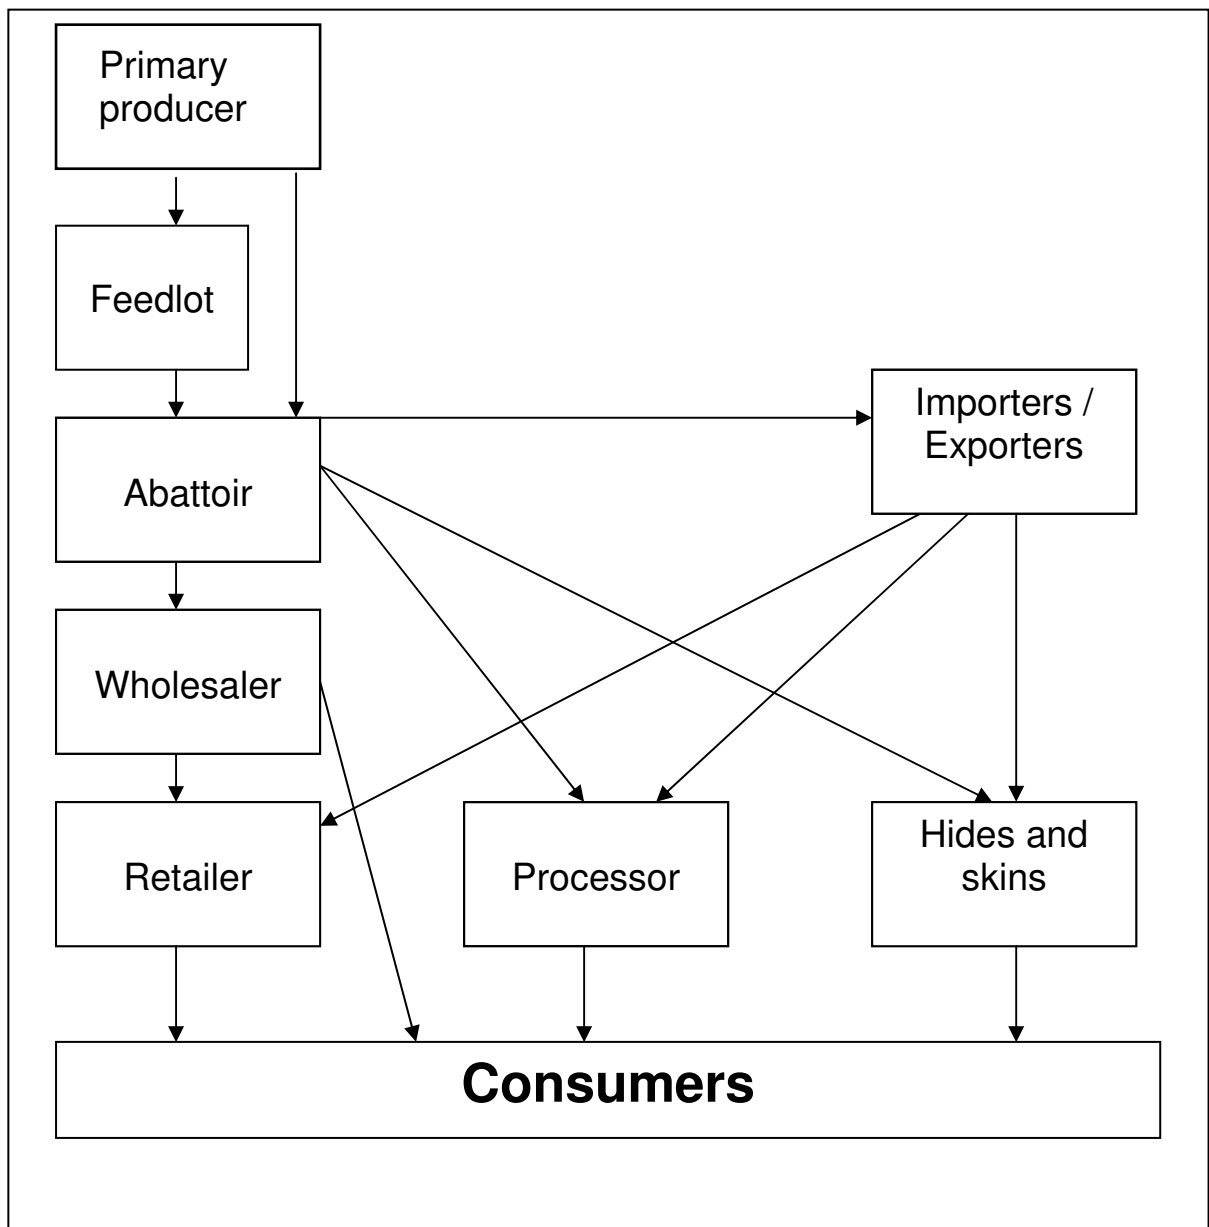 Primary
producer
Feedlot
Importers /
Exporters
Abattoir
Wholesaler
Retailer
Processor
Hides and
skins
Consumers